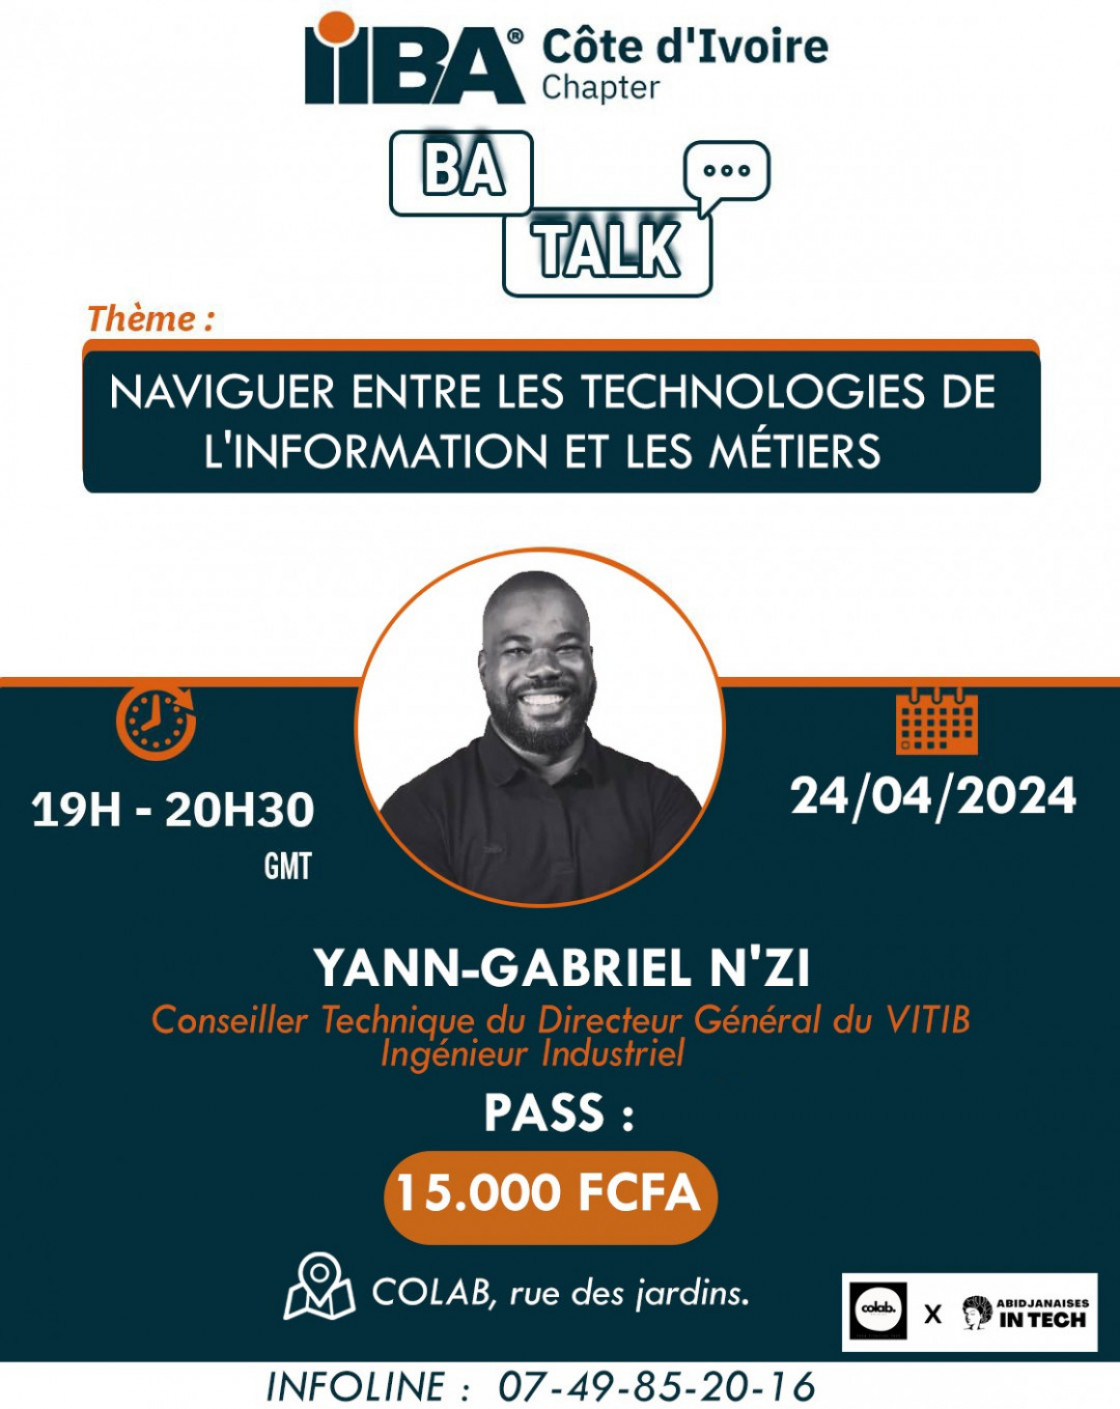 iiBA® Côte d'Ivoire
Chapter
BA
TALK
Thème :
NAVIGUER ENTRE LES TECHNOLOGIES DE
L'INFORMATION ET LES MÉTIERS
19H - 20H30
GMT
24/04/2024
YANN-GABRIEL N'ZI
Conseiller Technique du Directeur Général du VITIB
Ingénieur Industriel
PASS :
15.000 FCFA
COLAB, rue des jardins.
colab. X ABIDJANAISES
IN TECH
INFOLINE : 07-49-85-20-16